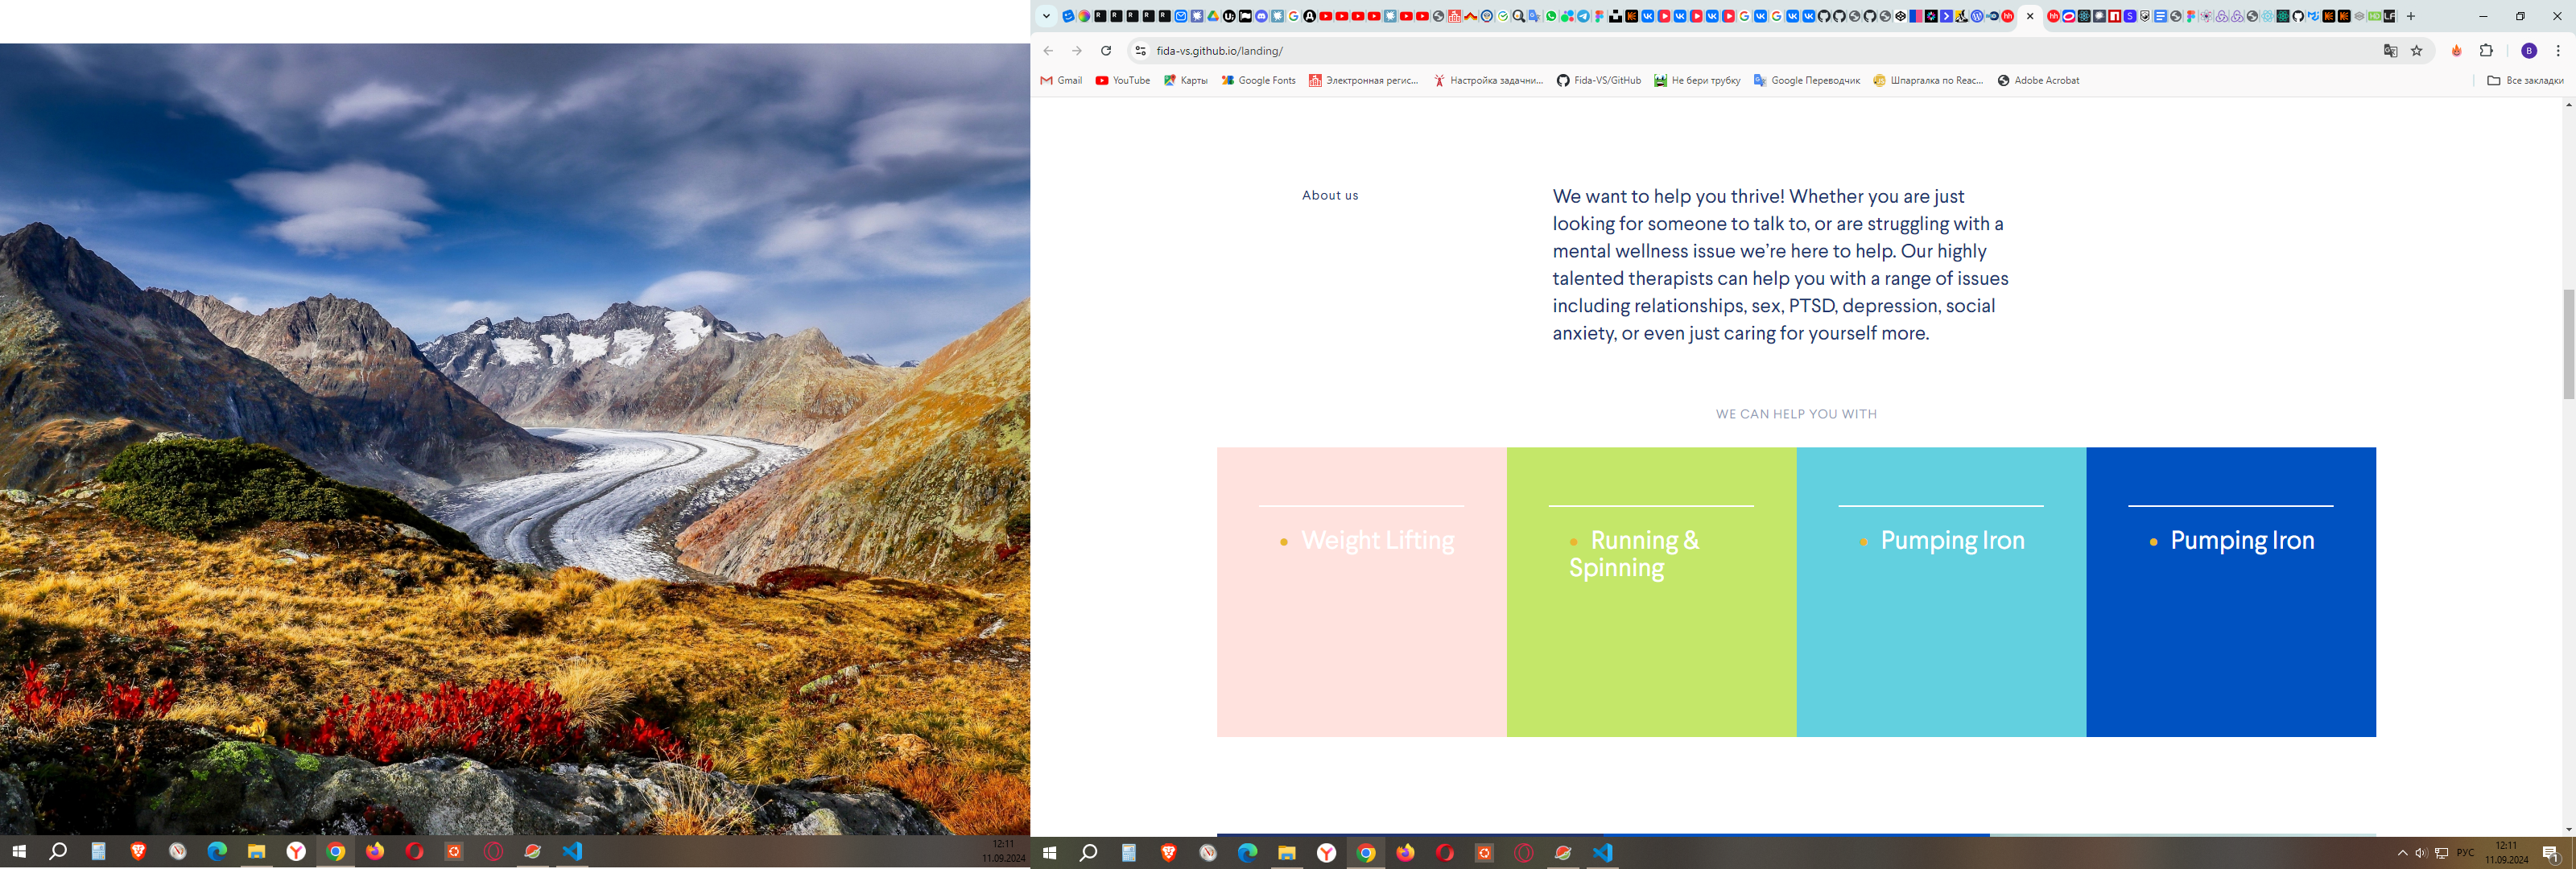 12:11
11.09.2024
fida-vs.github.io/landing/
Gmail
YouTube
Карты
Google Fonts
Электронная регис...
Настройка задачни...
Fida-VS/GitHub
Не бери трубку
Google Переводчик
Шпаргалка по Reac...
Adobe Acrobat
Все закладки
About us
We want to help you thrive! Whether you are just
looking for someone to talk to, or are struggling with a
mental wellness issue we’re here to help. Our highly
talented therapists can help you with a range of issues
including relationships, sex, PTSD, depression, social
anxiety, or even just caring for yourself more.
WE CAN HELP YOU WITH
Weight Lifting
Running &
Spinning
Pumping Iron
Pumping Iron
РУС
12:11
11.09.2024
1